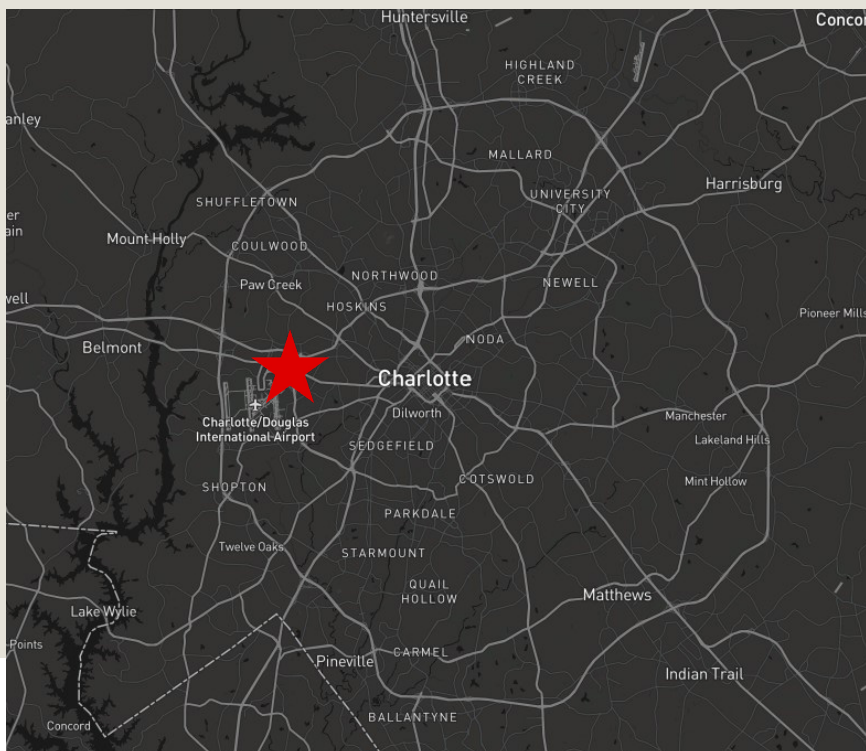 Huntersville
Concor
HIGHLAND
CREEK
anley
MALLARD
Harrisburg
UNIVERSITY
CITY
SHUFFLETOWN
er
ain
Mount Holly
COULWOOD
NORTHWOOD
Paw Creek
NEWELL
HOSKINS
well
Pioneer Mills
NODA
Belmont
Charlotte
Dilworth
Manchester
Charlotte/Douglas
International Airport
Lakeland Hills
SEDGEFIELD
COTSWOLD
Mint Hollow
SHOPTON
PARKDALE
Twelve Oaks
STARMOUNT
QUAIL
HOLLOW
Matthews
Lake Wylie
Points
CARMEL
Pineville
Indian Trail
BALLANTYNE
Concord